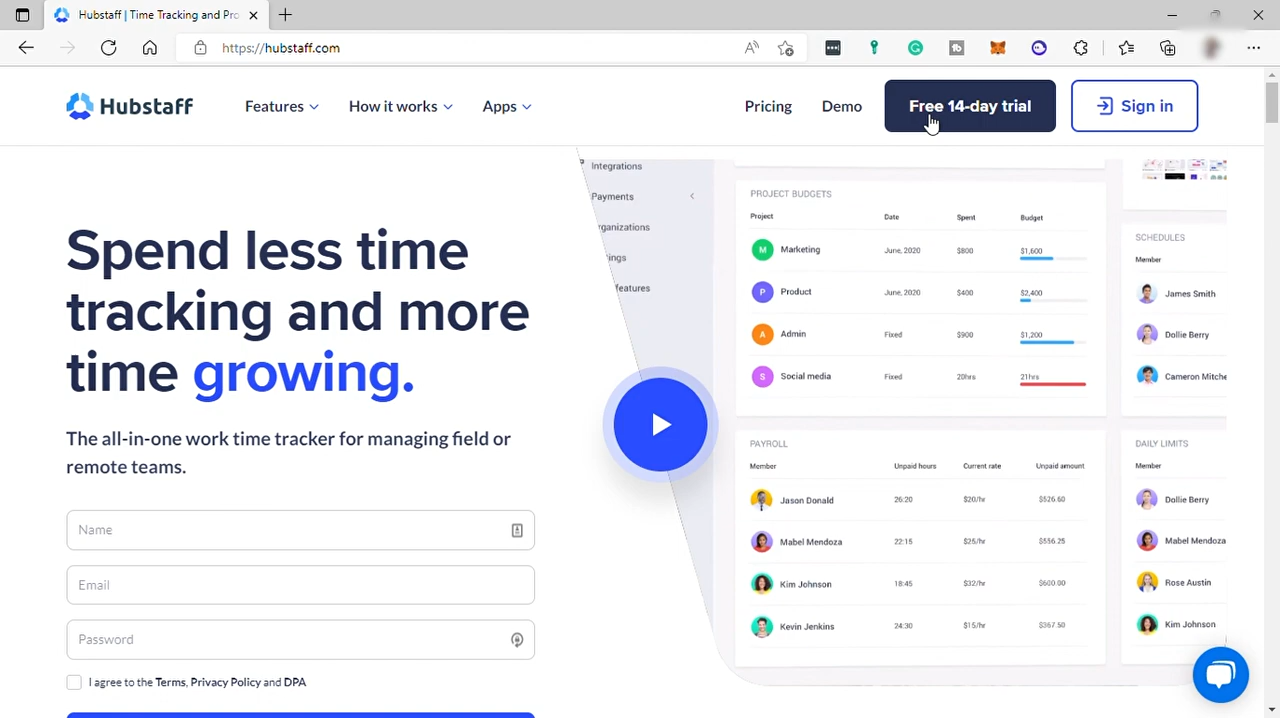 Hubstaff | Time Tracking and Pro
https://hubstaff.com
Hubstaff
Features
How it works
Apps
Pricing
Demo
Free 14-day trial
Sign in
Spend less time
tracking and more
time growing.
The all-in-one work time tracker for managing field or
remote teams.
Name
Email
Password
I agree to the Terms, Privacy Policy and DPA
Integrations
Payments
PROJECT BUDGETS
Project Date Spent Budget
M Marketing June, 2020 $800 $1,600
P Product June, 2020 $400 $2,400
A Admin Fixed $900 $1,200
S Social media Fixed 20hrs 21hrs
PAYROLL
Member Unpaid hours Current rate Unpaid amount
Jason Donald 26:20 $20/hr $526.60
Mabel Mendoza 22:15 $25/hr $556.25
Kim Johnson 18:45 $32/hr $600.00
Kevin Jenkins 24:30 $15/hr $367.50
SCHEDULES
Member
James Smith
Dollie Berry
Cameron Mitche
DAILY LIMITS
Member
Dollie Berry
Mabel Mendoza
Rose Austin
Kim Johnson